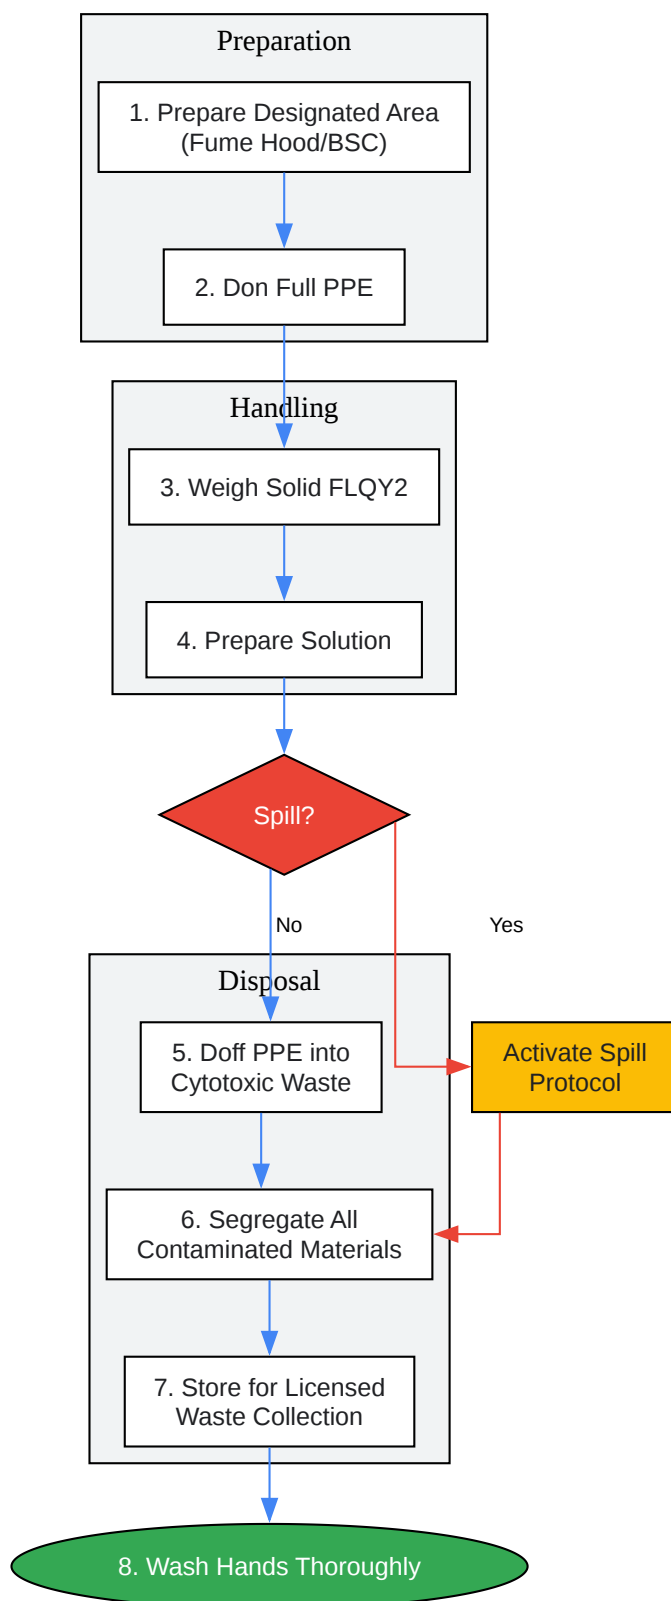 Preparation
1. Prepare Designated Area
(Fume Hood/BSC)
2. Don Full PPE
Handling
3. Weigh Solid FLQY2
4. Prepare Solution
Spill?
No
Yes
Disposal
5. Doff PPE into
Cytotoxic Waste
Activate Spill
Protocol
6. Segregate All
Contaminated Materials
7. Store for Licensed
Waste Collection
8. Wash Hands Thoroughly